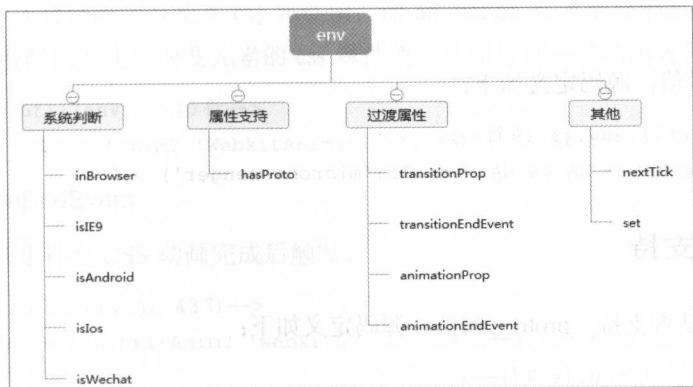 env
系统判断 属性支持 过渡属性 其他
inBrowser hasProto transitionProp nextTick
isIE9 transitionEndEvent set
isAndroid animationProp
isIos animationEndEvent
isWechat